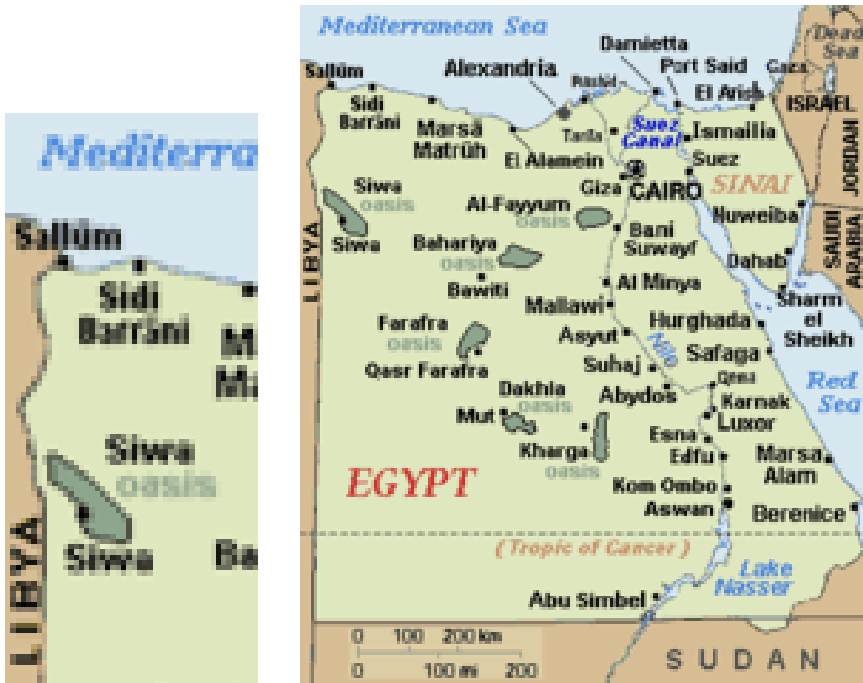 Mediterra
Sallûm
Sidi
Barrâni
M
Ma
Siwa
oasis
Siwa
Ba
LIBYA
Mediterranean Sea
Damietta
Dead
Sea
Alexandria
Port Said
Gaza
Sallûm
Rashid
El Arish
Sidi
Barrâni
ISRAEL
Marsa
Matrûh
Tanta
Suez
Canal
Ismailia
JORDAN
El Alamein
Suez
Siwa
oasis
Giza
CAIRO
SINAI
Al-Fayyum
oasis
Nuweiba
Siwa
LIBYA
Bahariya
oasis
Bani
Suwayf
SAUDI
ARABIA
Dahab
Bawiti
Al Minya
Mallawi
Sharm
el
Sheikh
Farafra
oasis
Asyut
Hurghada
Nile
Qasr Farafra
Suhaj
Safaga
Dakhla
oasis
Abydos
Qena
Red
Sea
Mut
Karnak
Luxor
Kharga
oasis
Esna
Edfu
Marsa
Alam
EGYPT
Kom Ombo
Aswan
Berenice
( Tropic of Cancer )
Lake
Nasser
Abu Simbel
0 100 200 km
0 100 mi 200
SUDAN